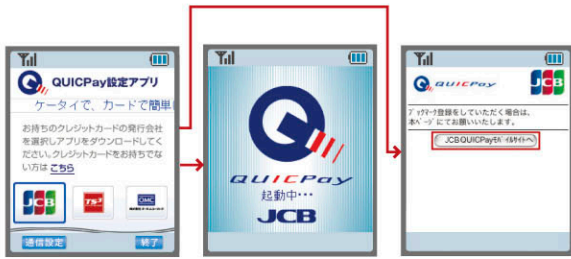 QUICPay設定アプリ
ケータイで、カードで簡単
お持ちのクレジットカードの発行会社
を選択しアプリをダウンロードして
ください。クレジットカードをお持ちでな
い方は こちら
JCB
TS3
OMC
通信設定
終了
QUICPay
起動中・・・
JCB
QUICPay
JCB
ブックマーク登録をしていただく場合は、
本ページにてお願いいたします。
JCB QUICPayモバイルサイトへ